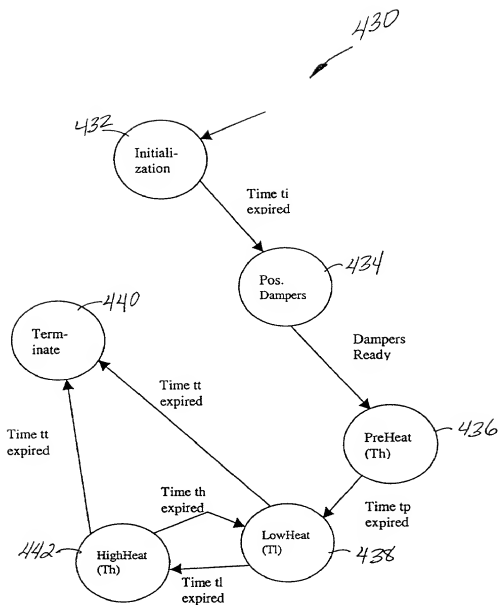 430
432
Initiali-
zation
Time ti
expired
Pos.
Dampers
434
440
Term-
inate
Dampers
Ready
Time tt
expired
Time tt
expired
PreHeat
(Th)
436
Time th
expired
Time tp
expired
442
HighHeat
(Th)
LowHeat
(Tl)
438
Time tl
expired